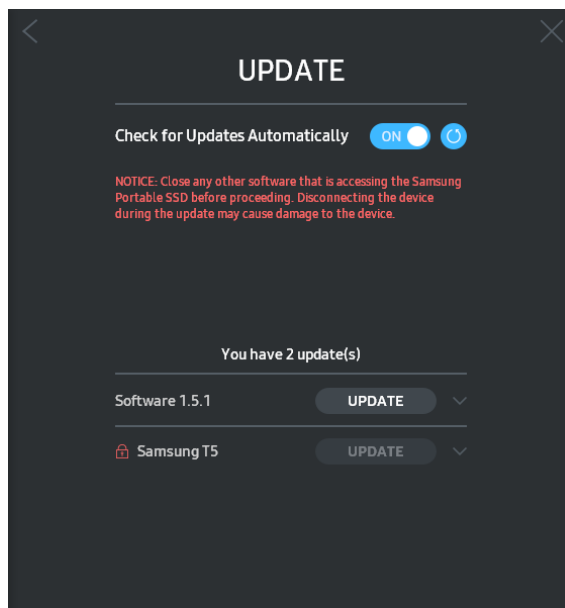 UPDATE
Check for Updates Automatically ON
NOTICE: Close any other software that is accessing the Samsung
Portable SSD before proceeding. Disconnecting the device
during the update may cause damage to the device.
You have 2 update(s)
Software 1.5.1 UPDATE
Samsung T5 UPDATE